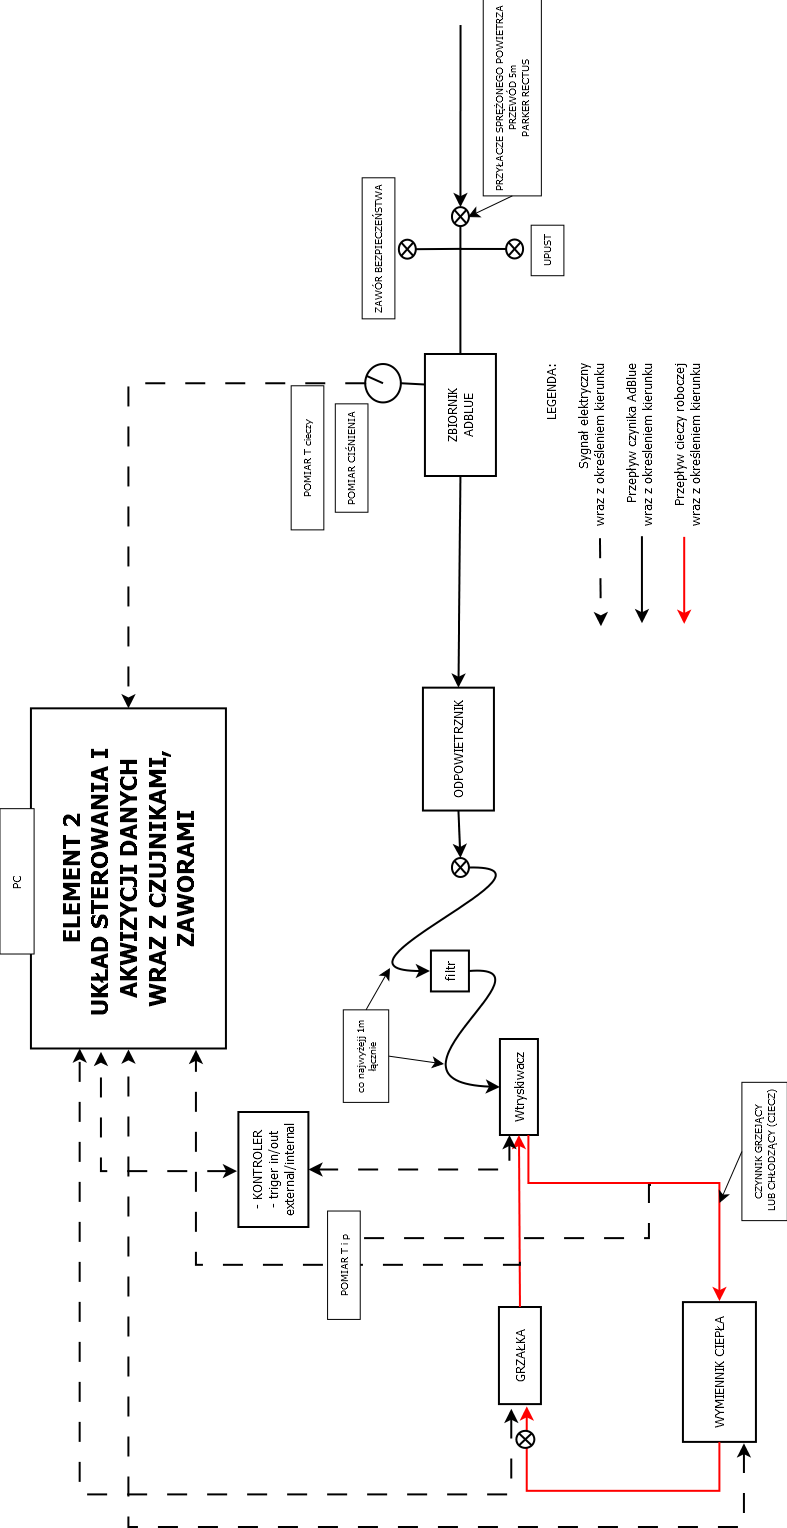 PC
ELEMENT 2
UKŁAD STEROWANIA I
AKWIZYCJI DANYCH
WRAZ Z CZUJNIKAMI,
ZAWORAMI
- KONTROLER
- triger in/out
external/internal
POMIAR T i p
POMIAR T cieczy
POMIAR CIŚNIENIA
ZAWÓR BEZPIECZEŃSTWA
PRZYŁACZE SPRĘŻONEGO POWIETRZA
PRZEWÓD 5m
PARKER RECTUS
UPUST
ZBIORNIK
ADBLUE
ODPOWIETRZNIK
filtr
co najwyżejj 1m
łącznie
Wtryskiwacz
GRZAŁKA
WYMIENNIK CIEPŁA
CZYNNIK GRZEJĄCY
LUB CHŁODZĄCY (CIECZ)
LEGENDA:
Sygnał elektryczny
wraz z określeniem kierunku
Przepływ czynika AdBlue
wraz z okresleniem kierunku
Przepływ cieczy roboczej
wraz z określeniem kierunku